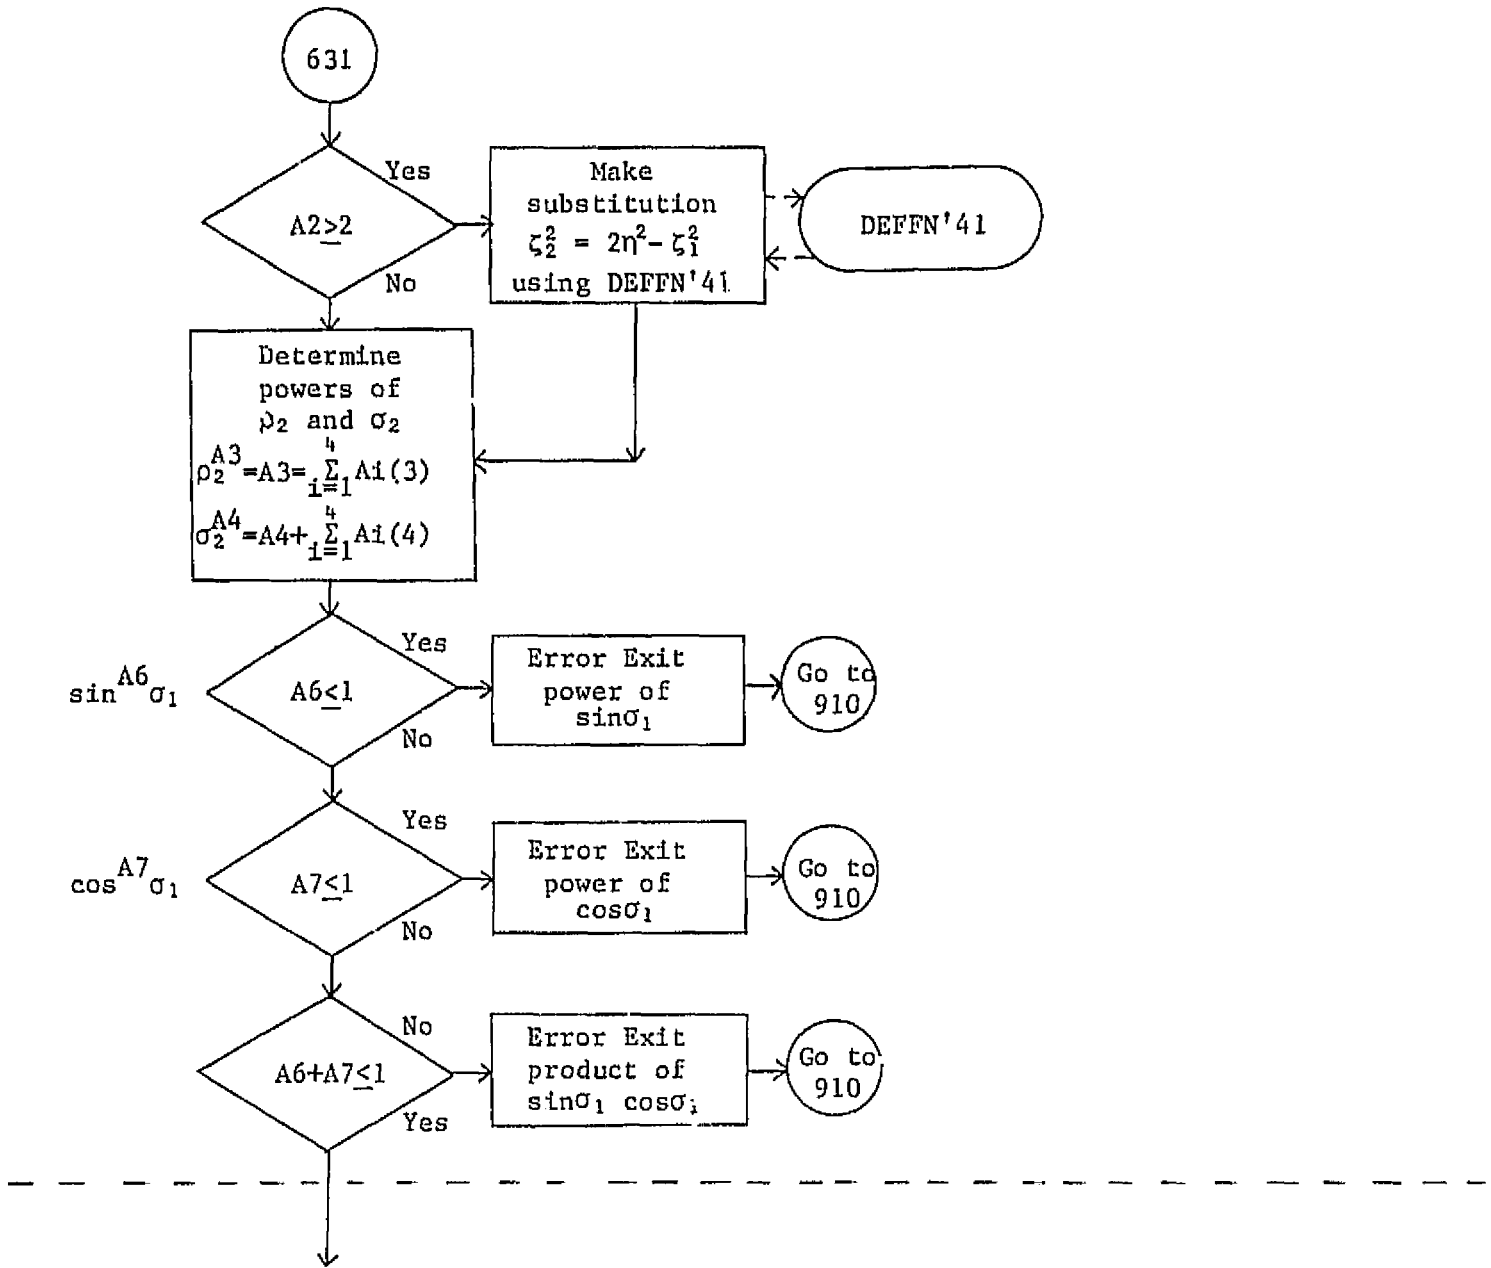 631
Yes
A2≥2
No
Make
substitution
ζ₂² = 2η² - ζ₁²
using DEFFN'41
DEFFN'41
Determine
powers of
ρ₂ and σ₂
ρ₂^A3=A3=Σ_{i=1}^{4} Ai(3)
σ₂^A4=A4+Σ_{i=1}^{4} Ai(4)
sin^A6 σ₁
A6≤1
Yes
No
Error Exit
power of
sinσ₁
Go to
910
cos^A7 σ₁
A7≤1
Yes
No
Error Exit
power of
cosσ₁
Go to
910
A6+A7≤1
No
Yes
Error Exit
product of
sinσ₁ cosσ₁
Go to
910